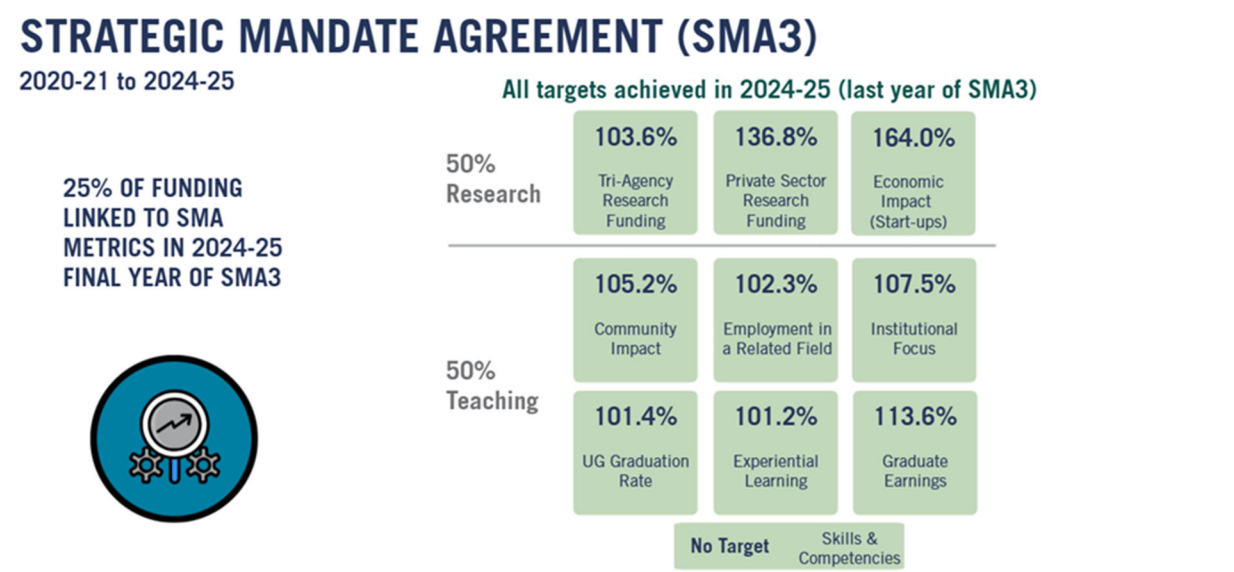 STRATEGIC MANDATE AGREEMENT (SMA3)
2020-21 to 2024-25
All targets achieved in 2024-25 (last year of SMA3)
25% OF FUNDING
LINKED TO SMA
METRICS IN 2024-25
FINAL YEAR OF SMA3
50%
Research
103.6%
Tri-Agency
Research
Funding
136.8%
Private Sector
Research
Funding
164.0%
Economic
Impact
(Start-ups)
50%
Teaching
105.2%
Community
Impact
102.3%
Employment in
a Related Field
107.5%
Institutional
Focus
101.4%
UG Graduation
Rate
101.2%
Experiential
Learning
113.6%
Graduate
Earnings
No Target
Skills &
Competencies